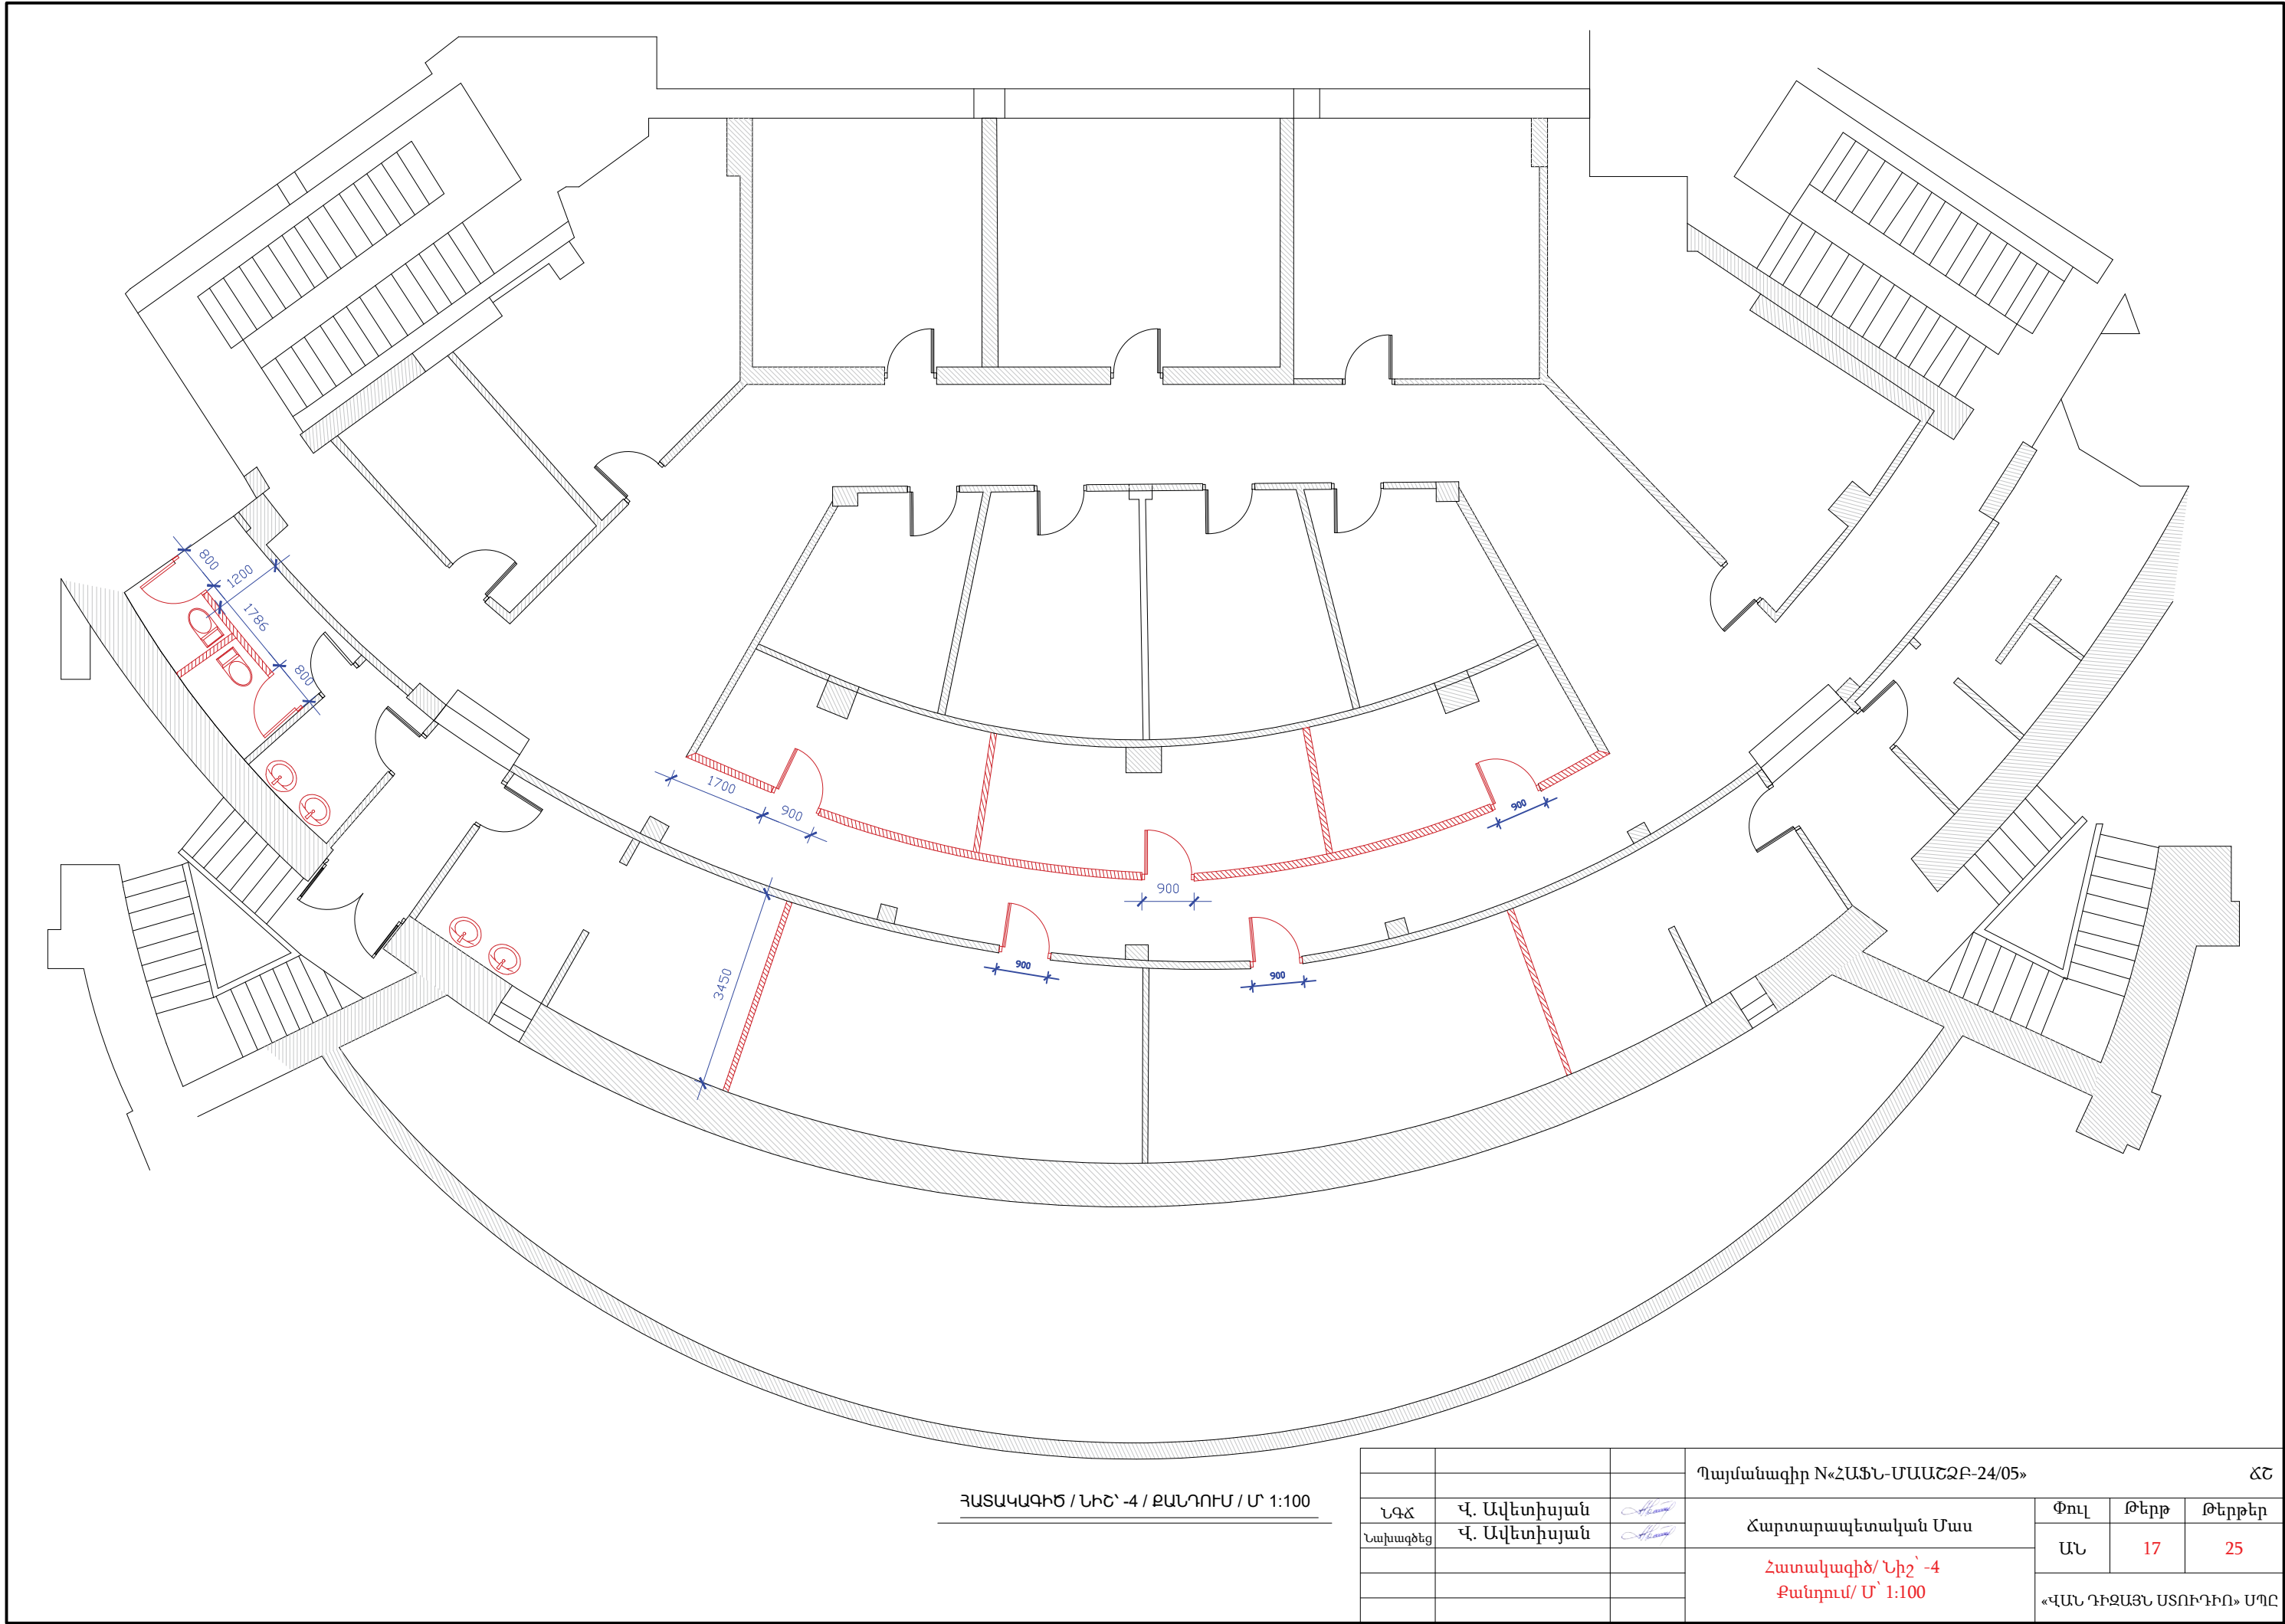 800
1200
1786
800
1700
900
900
900
3450
900
900
ՅԱՏԱԿԱԳԻԾ / ՆԻՇ՝ -4 / ՔԱՆԴՈՒՄ / Մ՝ 1:100
Պայմանագիր N«ՀԱՖՆ-ՄԱԱՇՁԲ-24/05» ՃՇ
ՆԳՃ Վ. Ավետիսյան
Նախագծեց Վ. Ավետիսյան
Ճարտարապետական Մաս
Փուլ Թերթ Թերթեր
ԱՆ 17 25
Հատակագիծ/ Նիշ՝ -4
Քանդում/ Մ՝ 1:100
«ՎԱՆ ԴԻԶԱՅՆ ՍՏՈՒԴԻՈ» ՍՊԸ